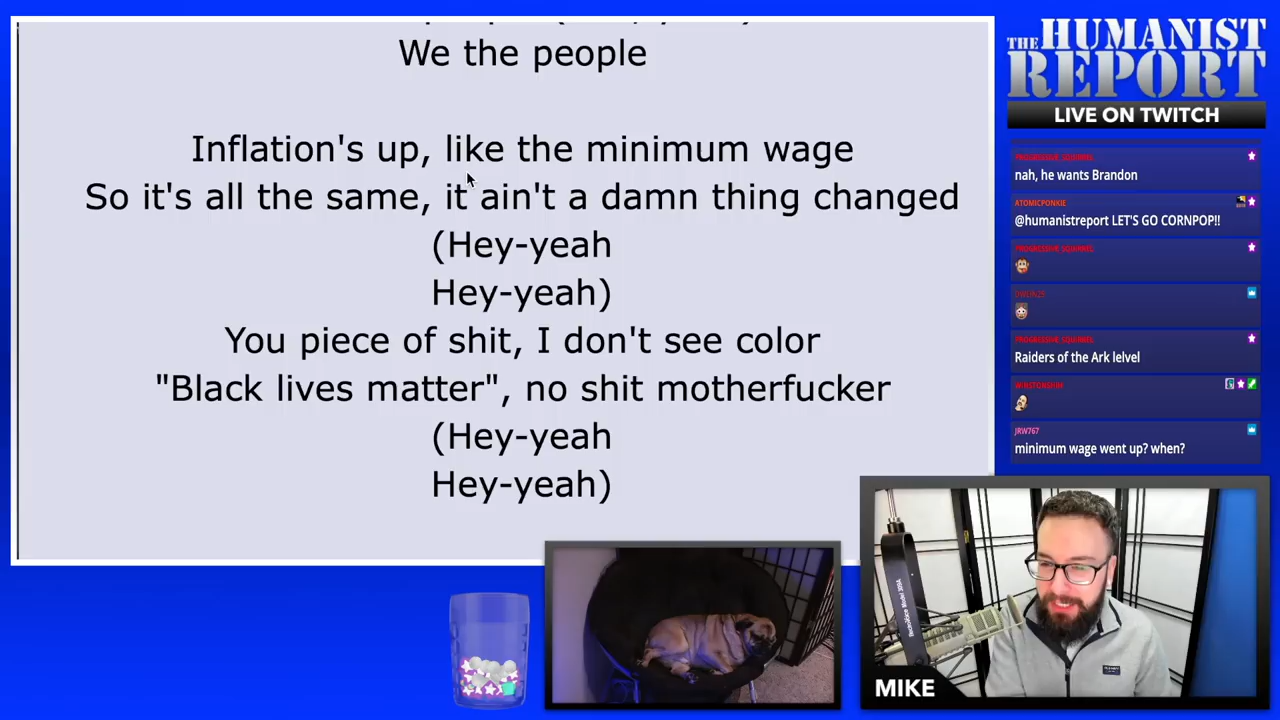 We the people
Inflation's up, like the minimum wage
So it's all the same, it ain't a damn thing changed
(Hey-yeah
Hey-yeah)
You piece of shit, I don't see color
"Black lives matter", no shit motherfucker
(Hey-yeah
Hey-yeah)
THE HUMANIST
REPORT
LIVE ON TWITCH
PROGRESSIVE_SQUIRREL
nah, he wants Brandon
ATOMICPONKIE
@humanistreport LET'S GO CORNPOP!!
PROGRESSIVE_SQUIRREL
PROGRESSIVE_SQUIRREL
Raiders of the Ark lelvel
JRW767
minimum wage went up? when?
MIKE